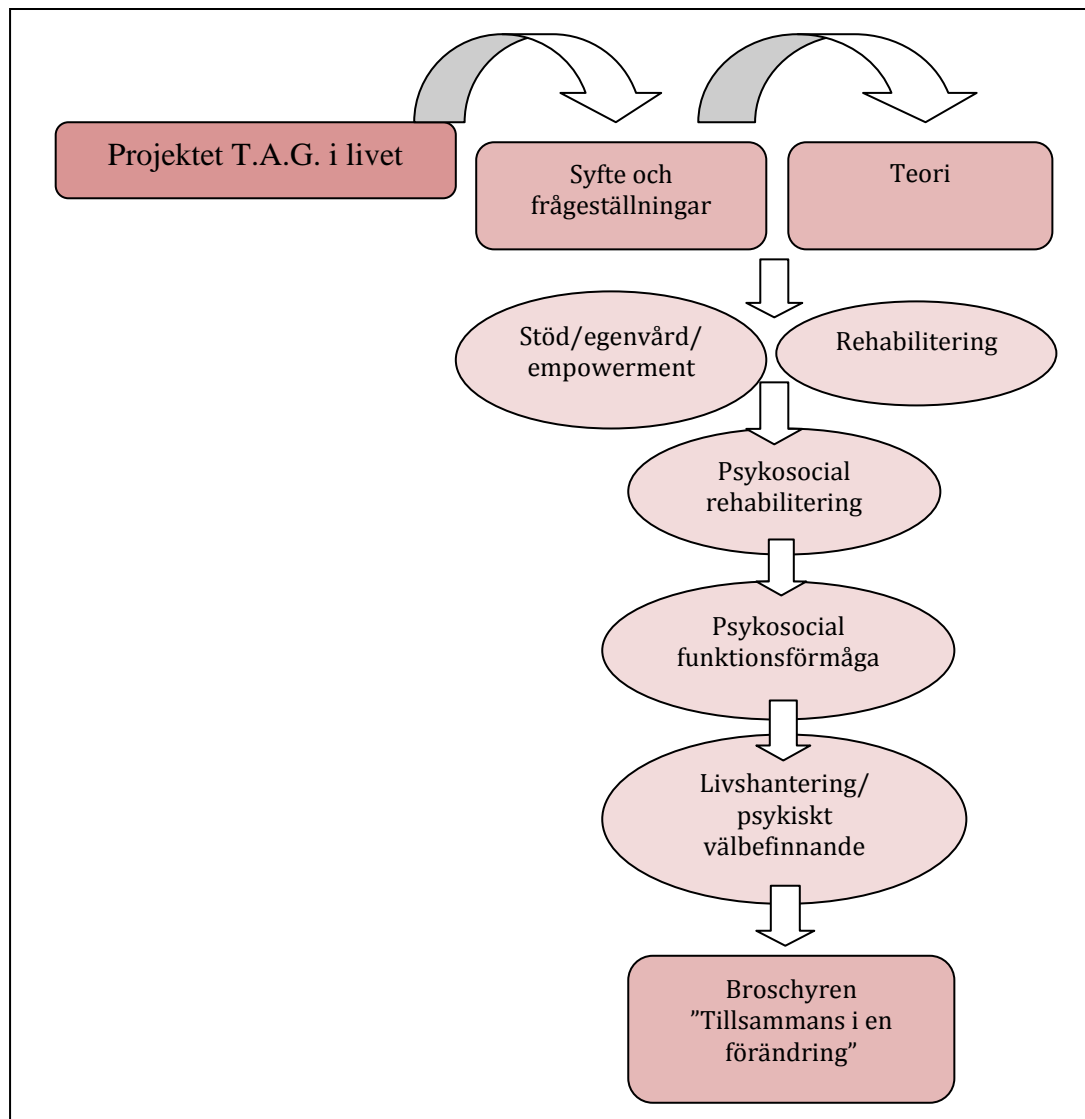 Projektet T.A.G. i livet
Syfte och
frågeställningar
Teori
Stöd/egenvård/
empowerment
Rehabilitering
Psykosocial
rehabilitering
Psykosocial
funktionsförmåga
Livshantering/
psykiskt
välbefinnande
Broschyren
”Tillsammans i en
förändring”